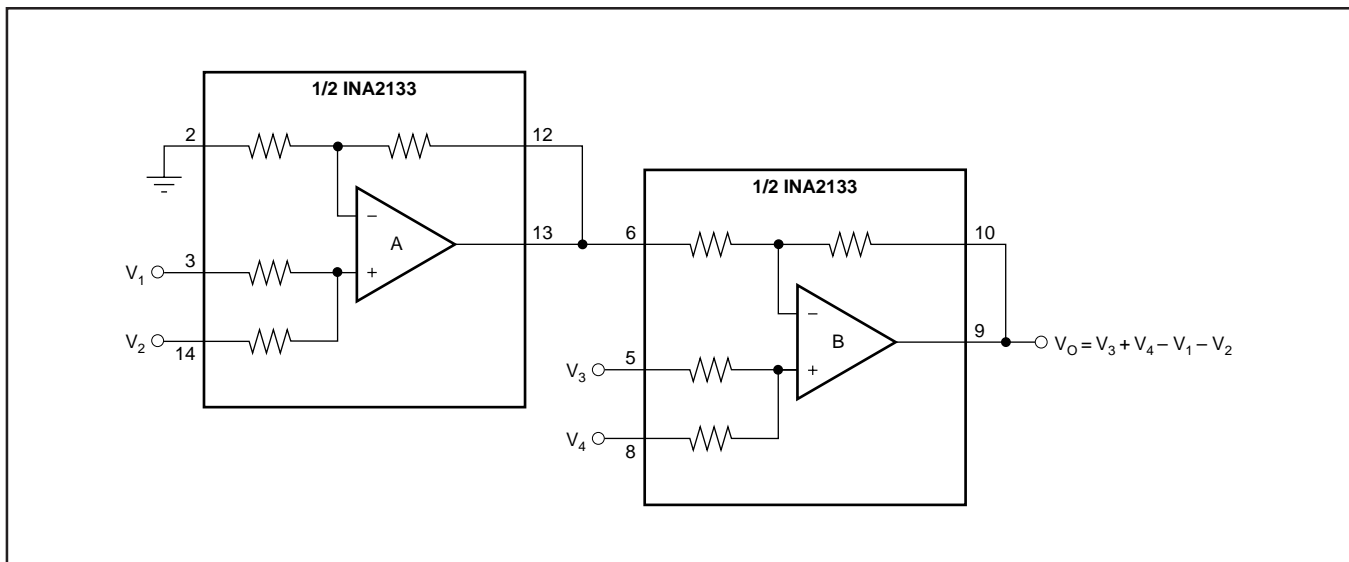 1/2 INA2133
2
12
A
−
+
13
3
V1
V2
14
1/2 INA2133
6
10
B
−
+
9
VO = V3 + V4 – V1 – V2
5
V3
V4
8